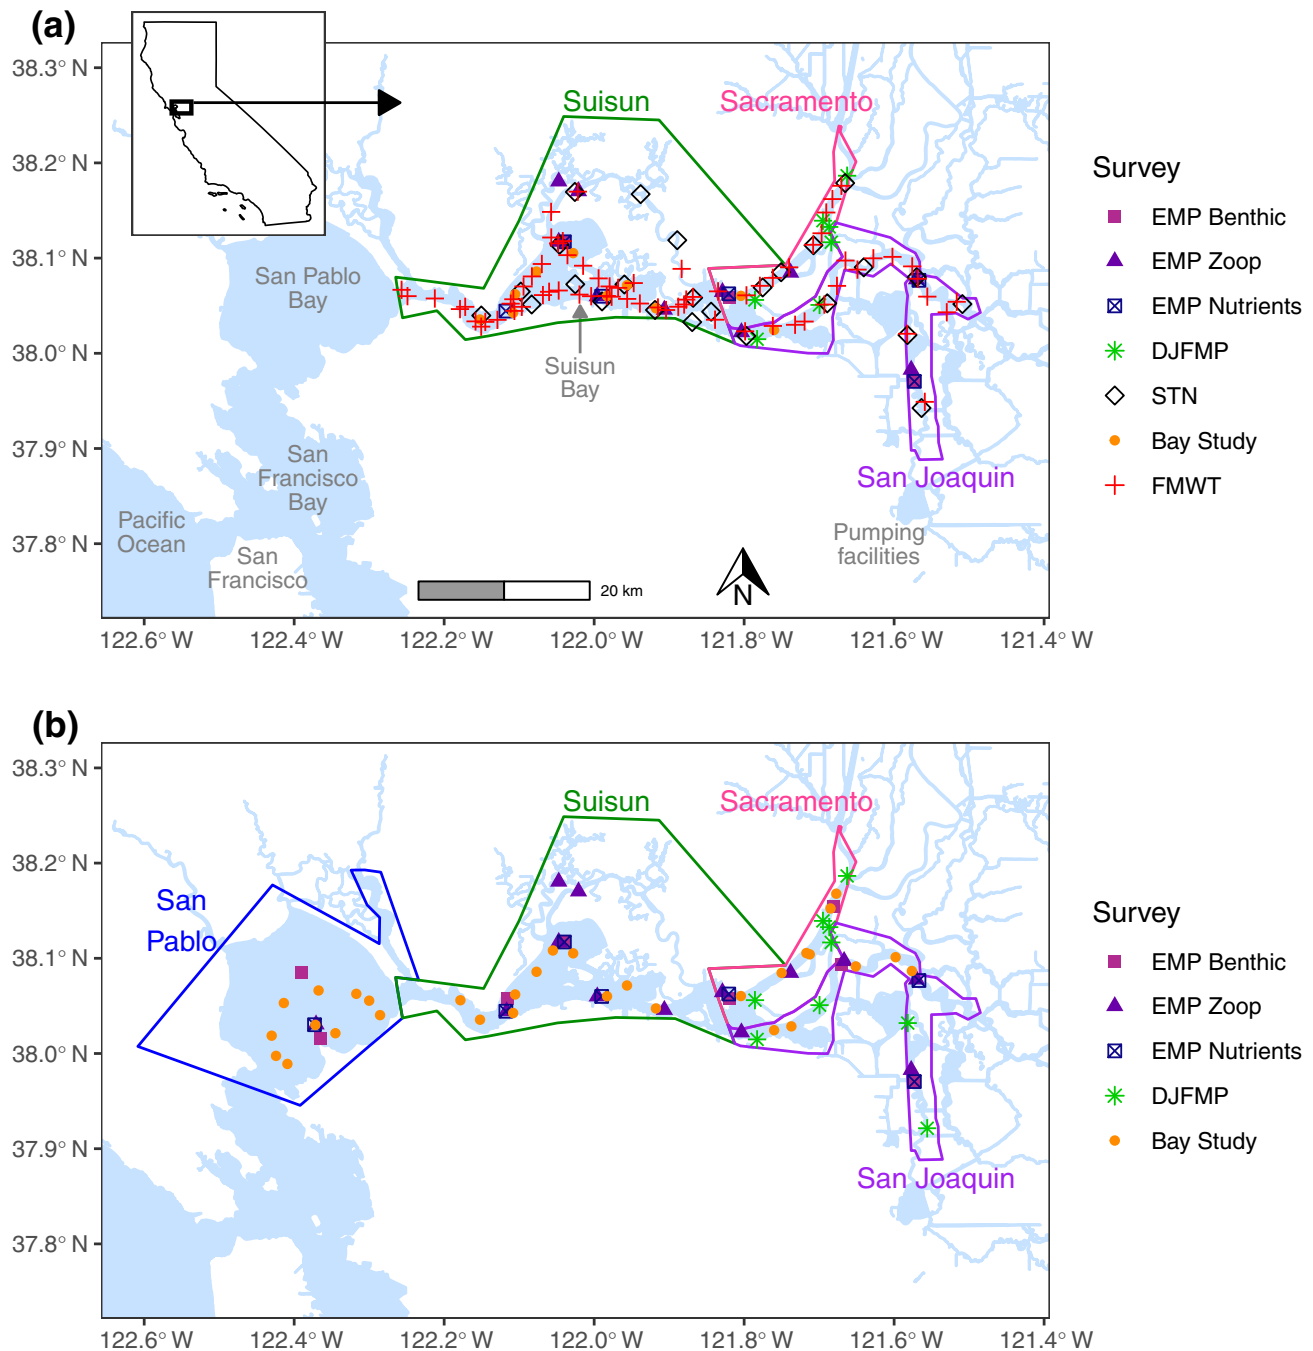 (a)
38.3° N
38.2° N
38.1° N
38.0° N
37.9° N
37.8° N
Suisun
Sacramento
San Pablo
Bay
Suisun
Bay
San
Francisco
Bay
San Joaquin
Pacific
Ocean
San
Francisco
Pumping
facilities
20 km
N
122.6° W
122.4° W
122.2° W
122.0° W
121.8° W
121.6° W
121.4° W
Survey
EMP Benthic
EMP Zoop
EMP Nutrients
DJFMP
STN
Bay Study
FMWT
(b)
38.3° N
38.2° N
38.1° N
38.0° N
37.9° N
37.8° N
Suisun
Sacramento
San
Pablo
San Joaquin
122.6° W
122.4° W
122.2° W
122.0° W
121.8° W
121.6° W
121.4° W
Survey
EMP Benthic
EMP Zoop
EMP Nutrients
DJFMP
Bay Study